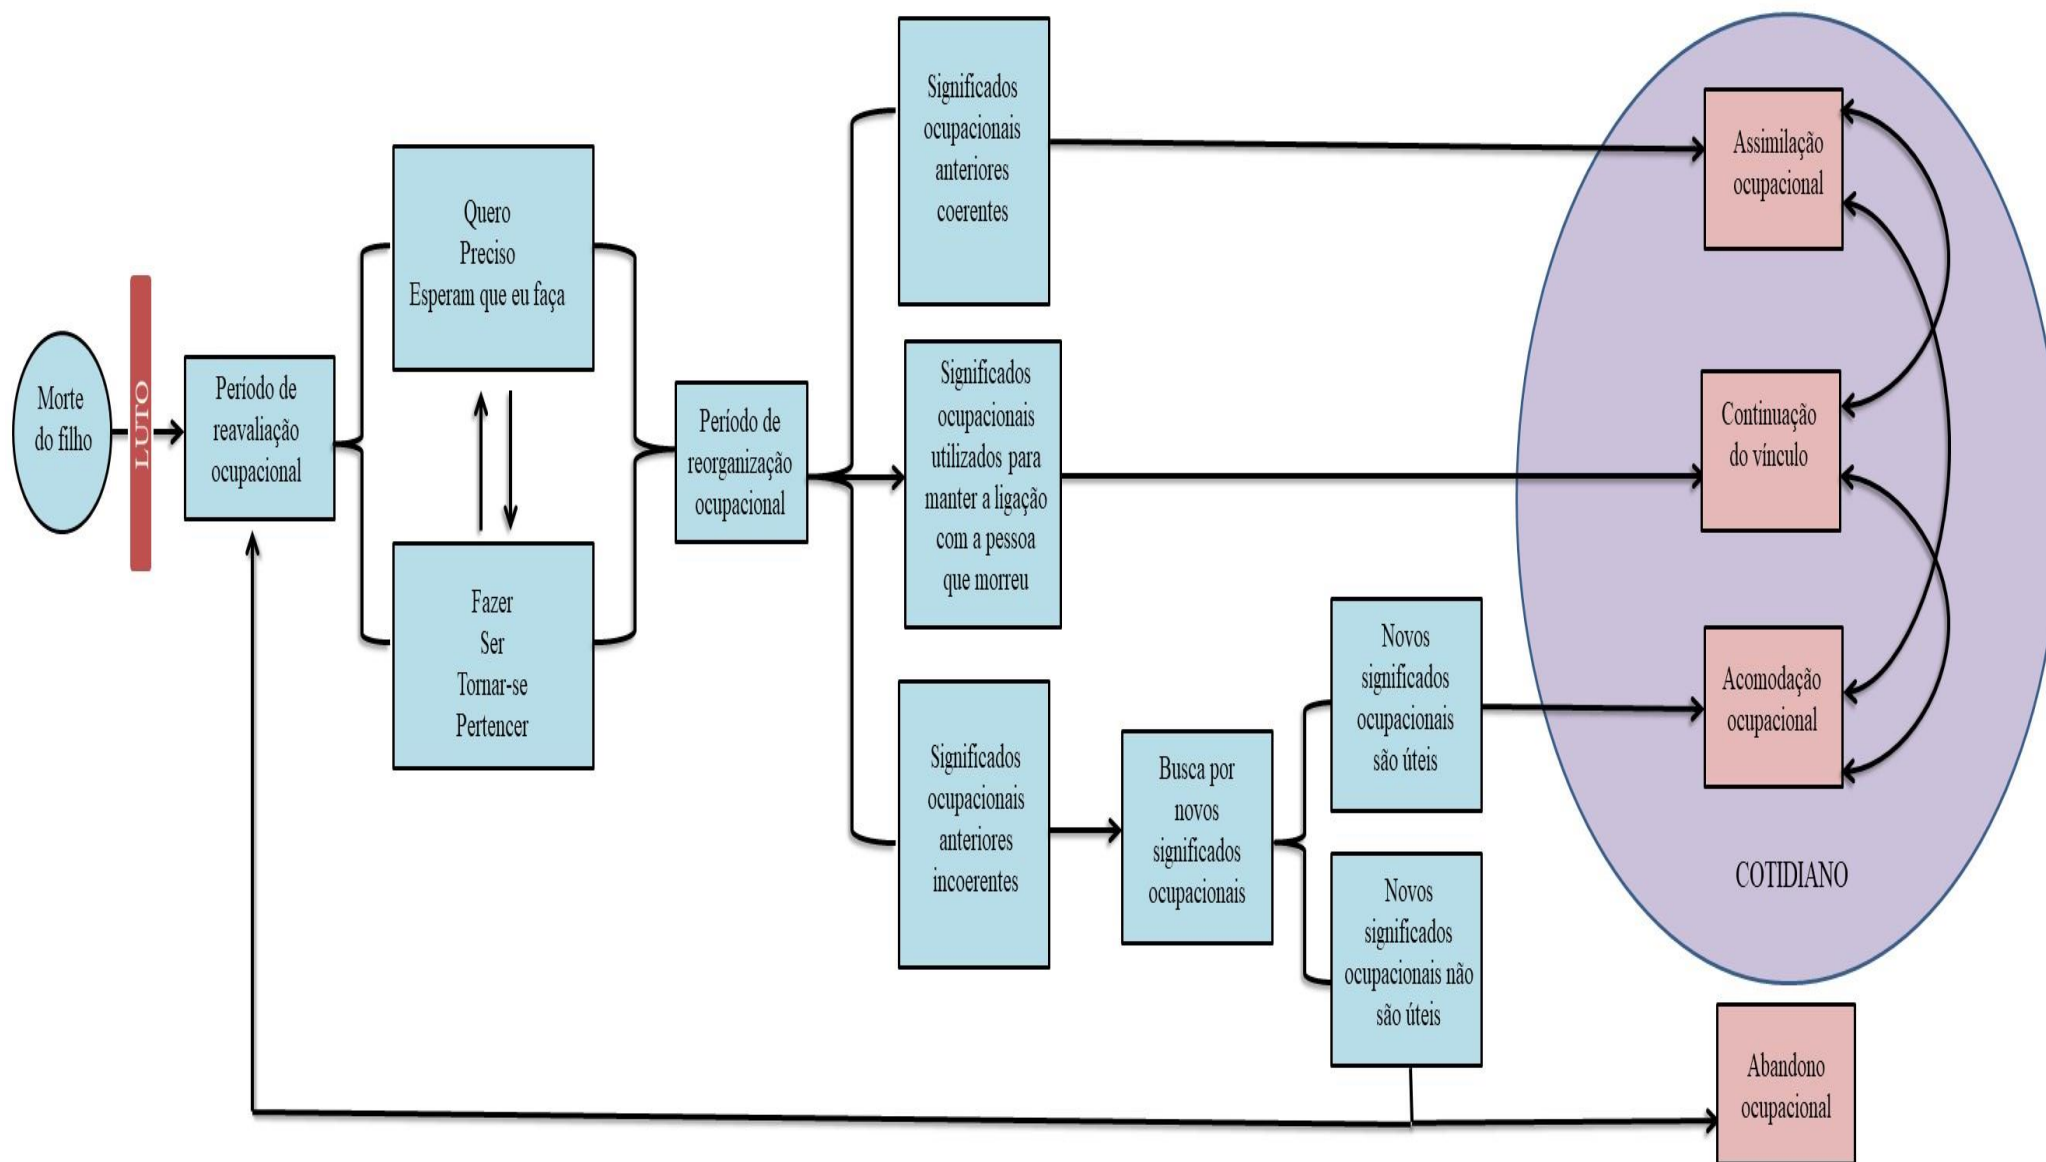 Morte
do filho
LUTO
Período de
reavaliação
ocupacional
Quero
Preciso
Esperam que eu faça
Fazer
Ser
Tornar-se
Pertencer
Período de
reorganização
ocupacional
Significados
ocupacionais
anteriores
coerentes
Significados
ocupacionais
utilizados para
manter a ligação
com a pessoa
que morreu
Significados
ocupacionais
anteriores
incoerentes
Busca por
novos
significados
ocupacionais
Novos
significados
ocupacionais
são úteis
Novos
significados
ocupacionais não
são úteis
Assimilação
ocupacional
Continuação
do vínculo
Acomodação
ocupacional
COTIDIANO
Abandono
ocupacional